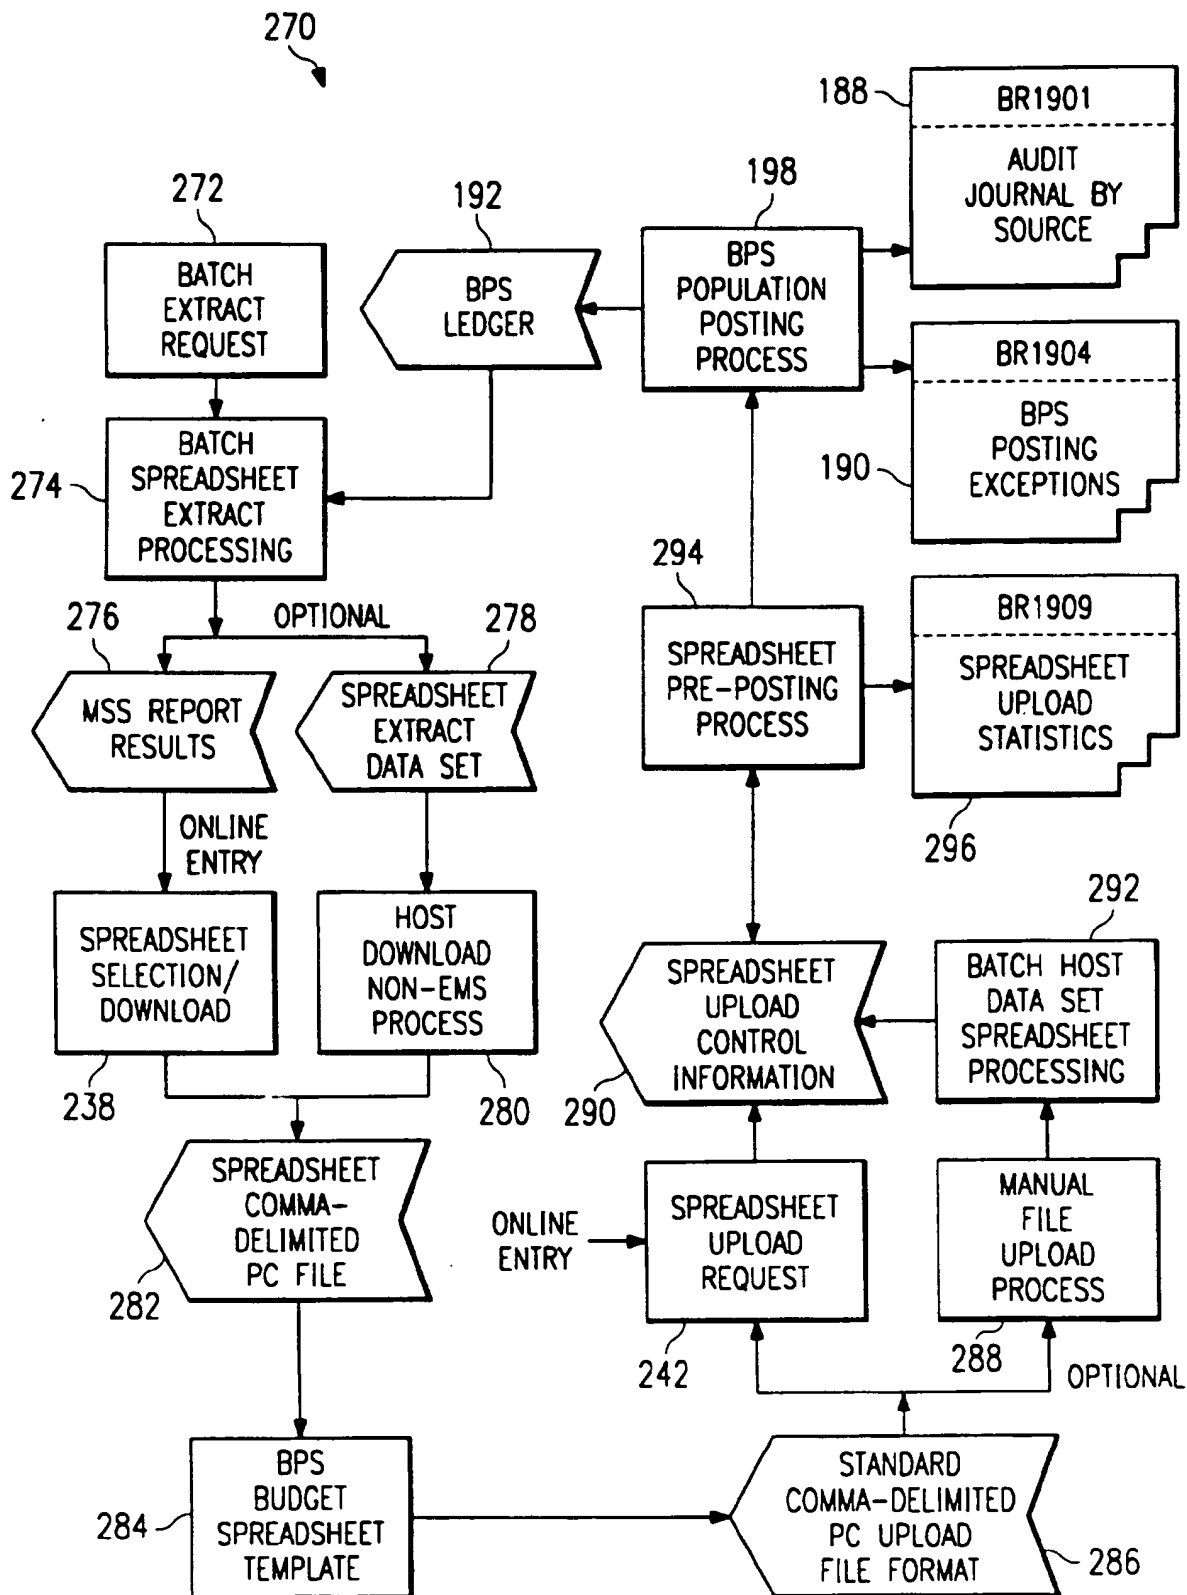 270
188
BR1901
AUDIT
JOURNAL BY
SOURCE
272
BATCH
EXTRACT
REQUEST
192
BPS
LEDGER
198
BPS
POPULATION
POSTING
PROCESS
BR1904
BPS
POSTING
EXCEPTIONS
190
274
BATCH
SPREADSHEET
EXTRACT
PROCESSING
OPTIONAL
276
MSS REPORT
RESULTS
278
SPREADSHEET
EXTRACT
DATA SET
294
SPREADSHEET
PRE-POSTING
PROCESS
BR1909
SPREADSHEET
UPLOAD
STATISTICS
296
ONLINE
ENTRY
SPREADSHEET
SELECTION/
DOWNLOAD
238
HOST
DOWNLOAD
NON-EMS
PROCESS
280
SPREADSHEET
UPLOAD
CONTROL
INFORMATION
290
292
BATCH HOST
DATA SET
SPREADSHEET
PROCESSING
SPREADSHEET
COMMA-
DELIMITED
PC FILE
282
ONLINE
ENTRY
SPREADSHEET
UPLOAD
REQUEST
242
MANUAL
FILE
UPLOAD
PROCESS
288
OPTIONAL
284
BPS
BUDGET
SPREADSHEET
TEMPLATE
STANDARD
COMMA-DELIMITED
PC UPLOAD
FILE FORMAT
286